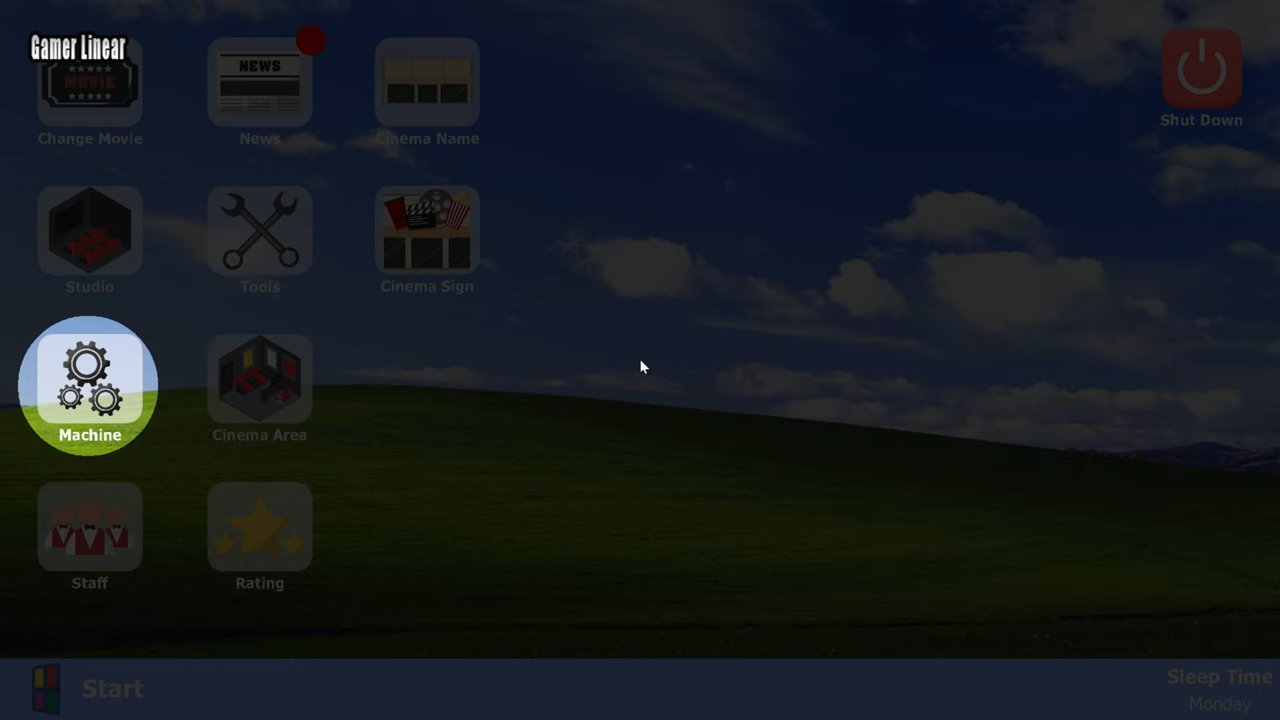 Gamer Linear
MOVIE
NEWS
Change Movie
News
Cinema Name
Shut Down
Studio
Tools
Cinema Sign
Machine
Cinema Area
Staff
Rating
Start
Sleep Time
Monday